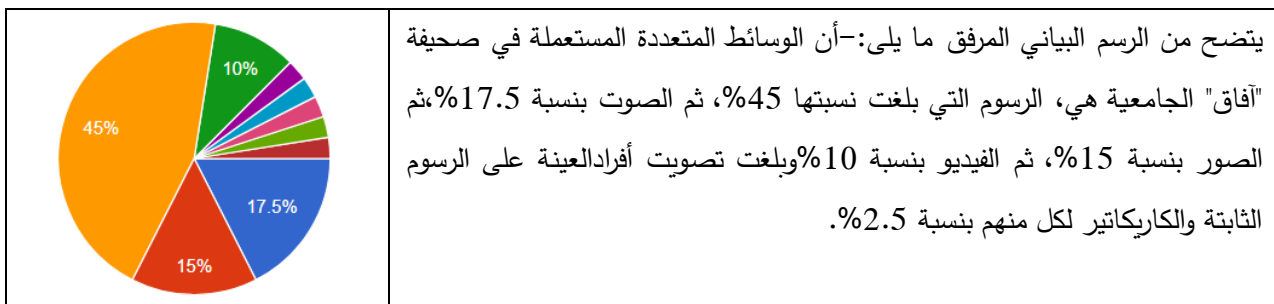 يتضح من الرسم البياني المرفق ما يلى:-أن الوسائط المتعددة المستعملة في صحيفة
"آفاق" الجامعية هي، الرسوم التي بلغت نسبتها 45%، ثم الصوت بنسبة 17.5%،ثم
الصور بنسبة 15%، ثم الفيديو بنسبة 10%وبلغت تصويت أفرادالعينة على الرسوم
الثابتة والكاريكاتير لكل منهم بنسبة 2.5%.
10%
45%
17.5%
15%